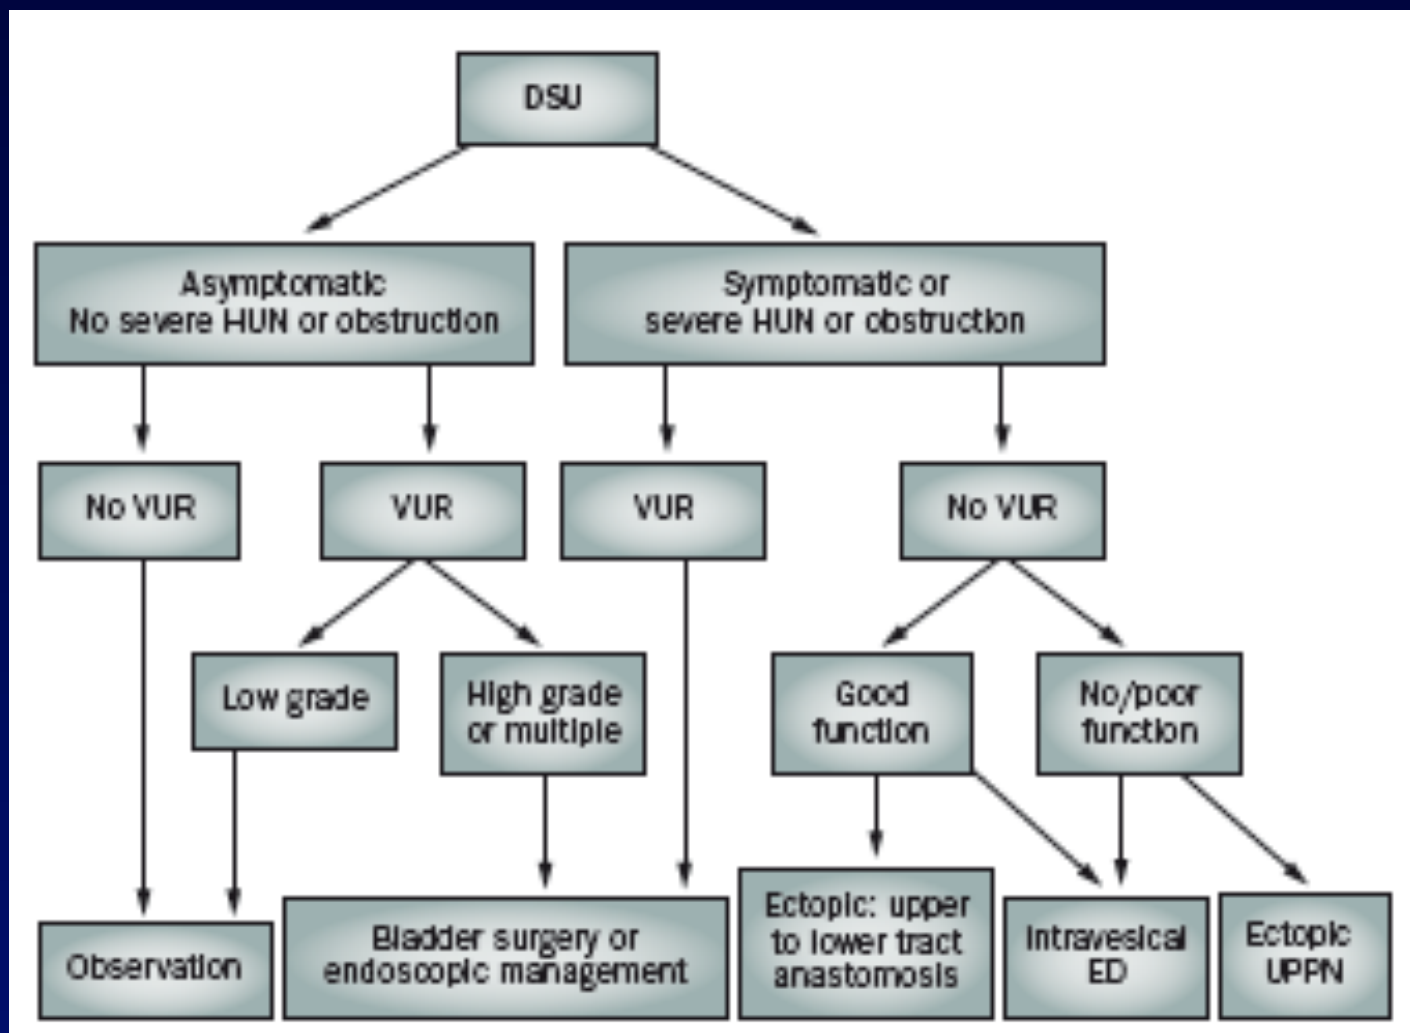 DSU
Asymptomatic
No severe HUN or obstruction
Symptomatic or
severe HUN or obstruction
No VUR
VUR
VUR
No VUR
Low grade
High grade
or multiple
Good
function
No/poor
function
Observation
Bladder surgery or
endoscopic management
Ectopic: upper
to lower tract
anastomosis
Intravesical
ED
Ectopic
UPPN